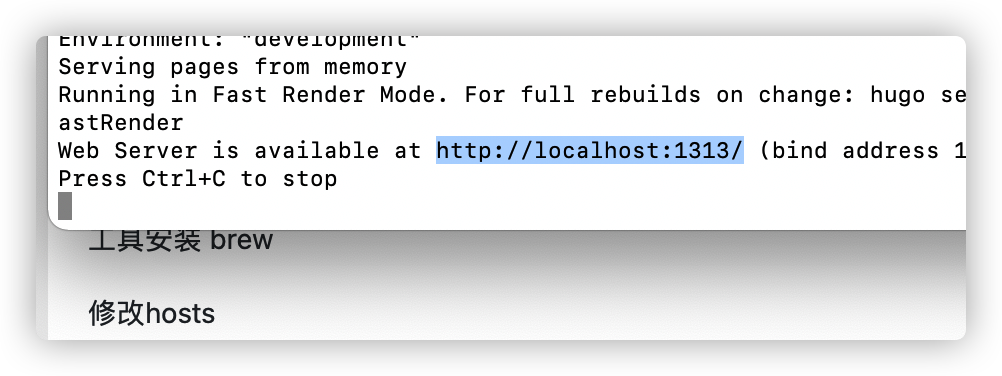 Environment: "development"
Serving pages from memory
Running in Fast Render Mode. For full rebuilds on change: hugo se
astRender
Web Server is available at http://localhost:1313/ (bind address 1
Press Ctrl+C to stop
工具安装 brew
修改hosts